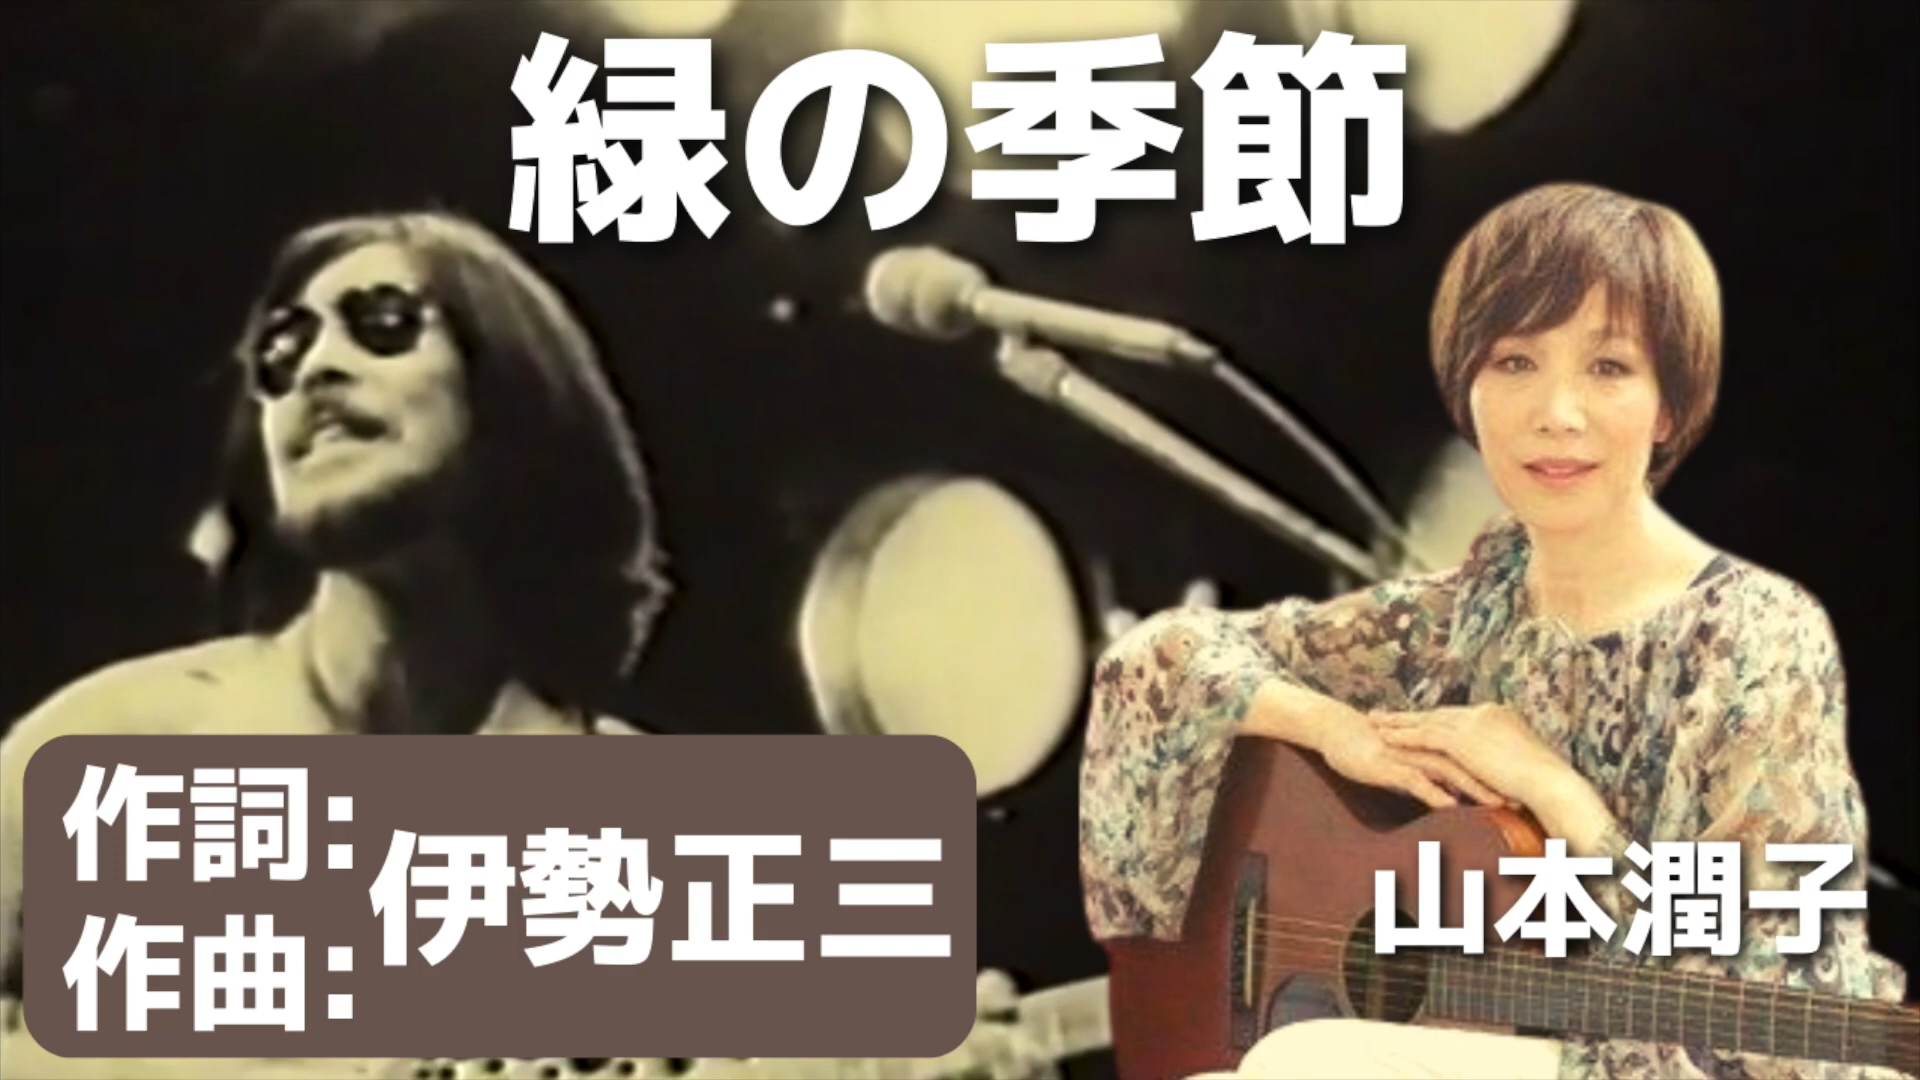 緑の季節
作詞:
伊勢正三
作曲:
山本潤子